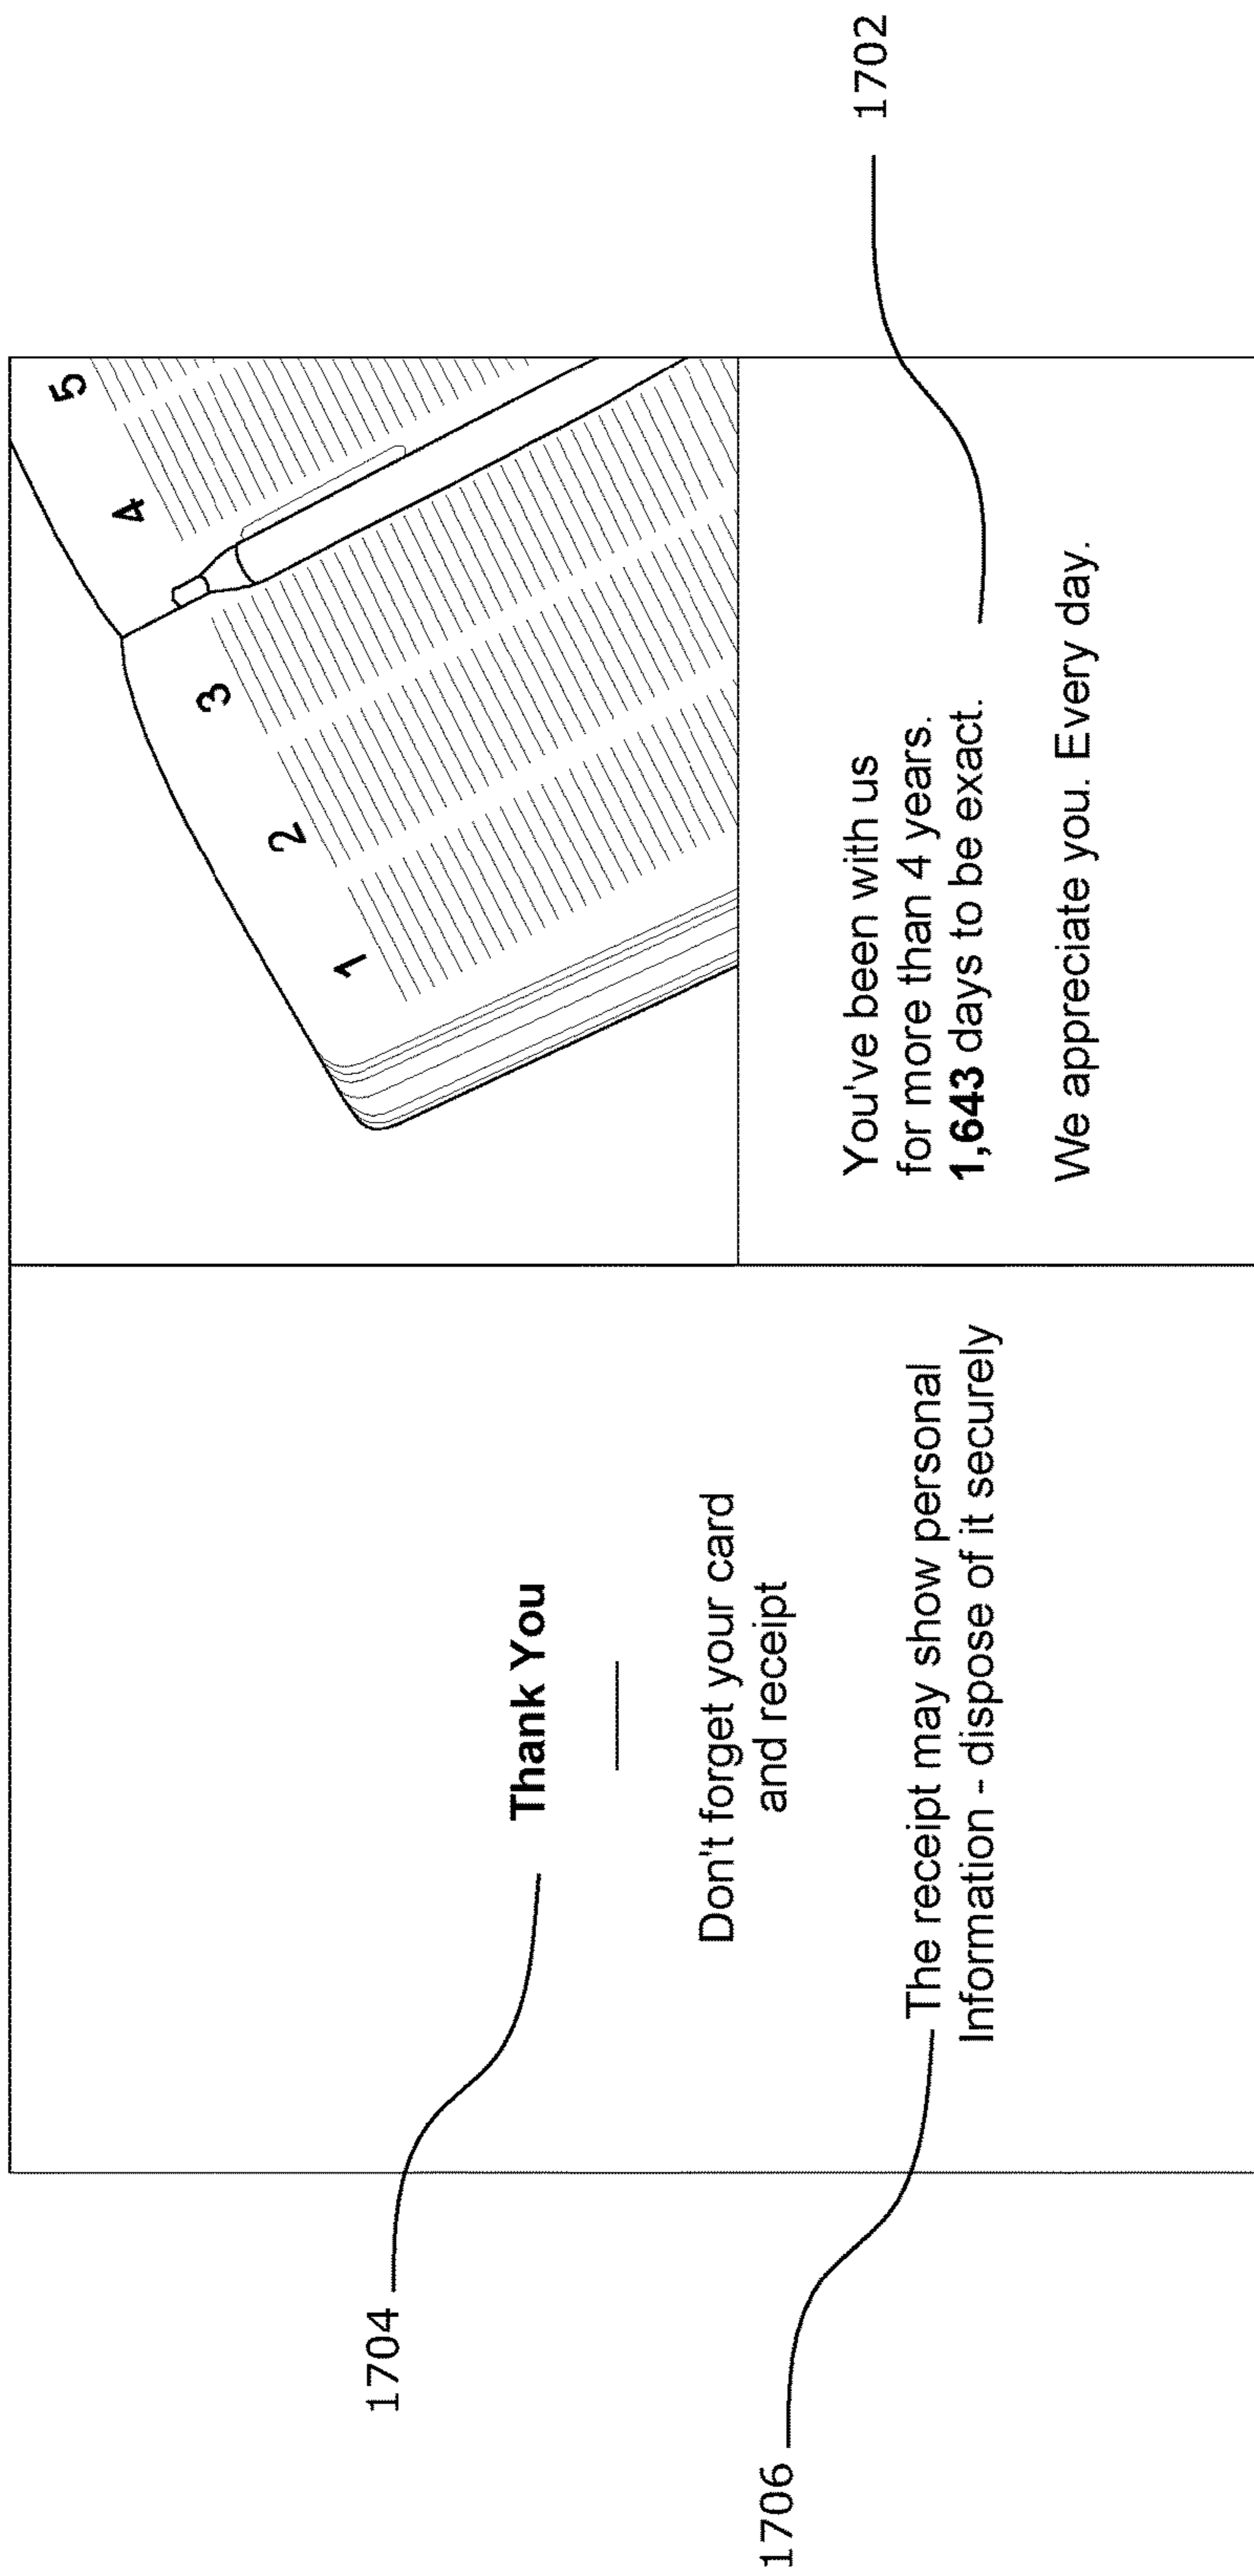 1704
Thank You
Don't forget your card
and receipt
1706
The receipt may show personal
Information - dispose of it securely
1
2
3
4
5
You've been with us
for more than 4 years.
1,643 days to be exact.
1702
We appreciate you. Every day.